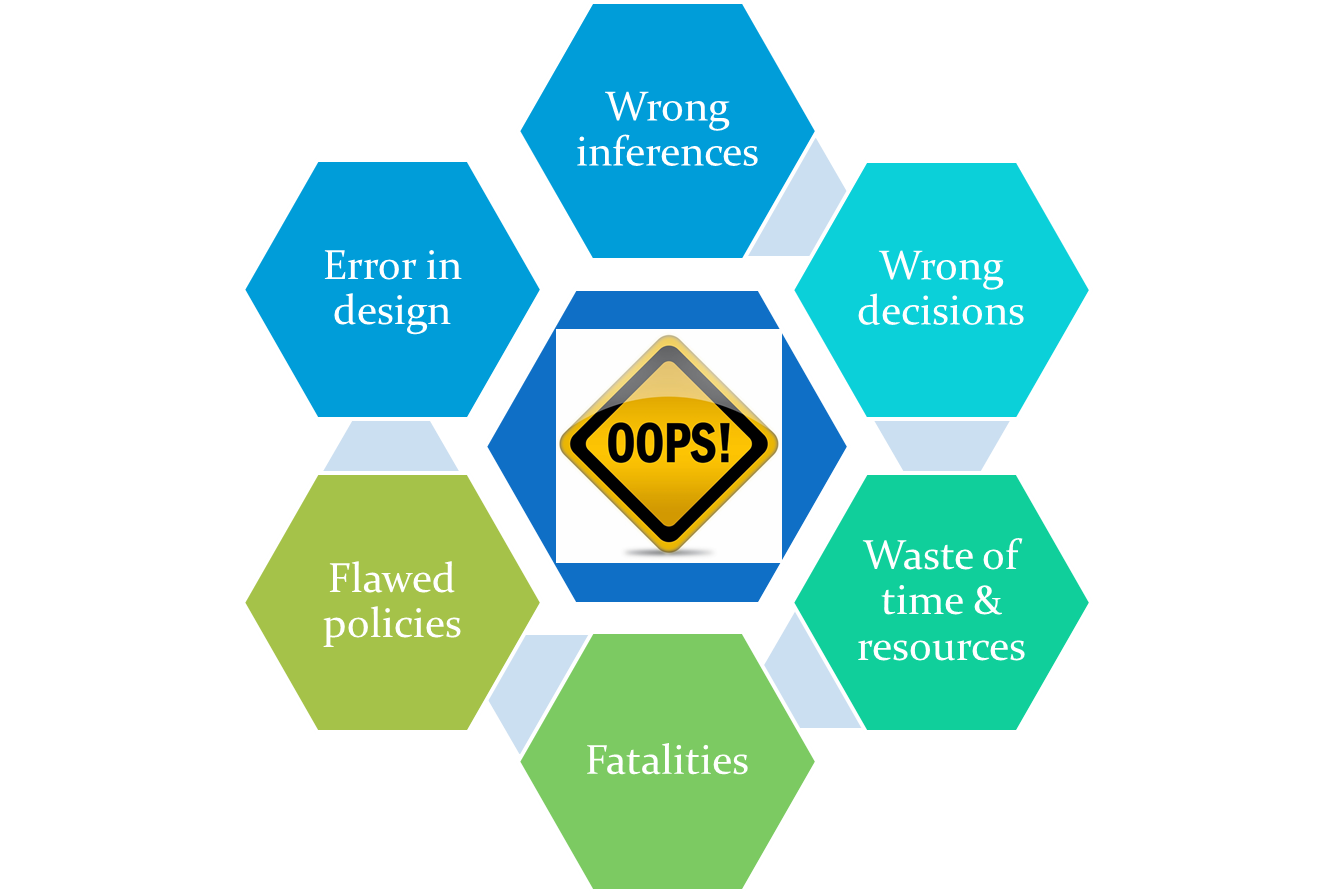 Wrong
inferences
Error in
design
Wrong
decisions
OOPS!
Flawed
policies
Waste of
time &
resources
Fatalities